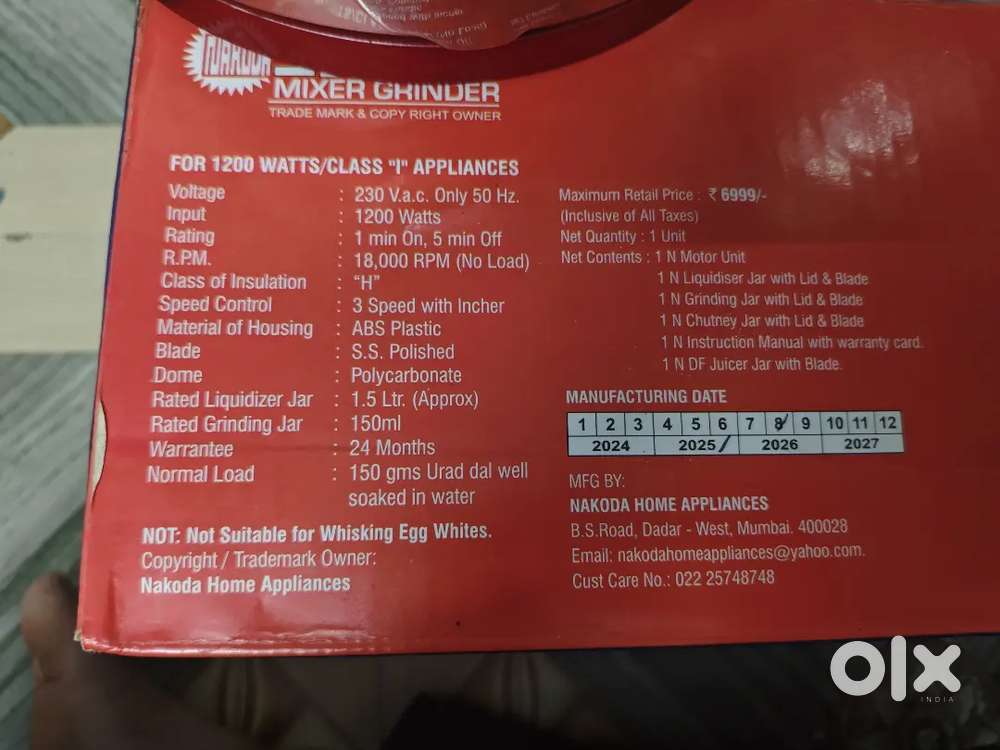 NAKODA
MIXER GRINDER
TRADE MARK & COPY RIGHT OWNER
FOR 1200 WATTS/CLASS "I" APPLIANCES
Voltage : 230 V.a.c. Only 50 Hz.
Input : 1200 Watts
Rating : 1 min On, 5 min Off
R.P.M. : 18,000 RPM (No Load)
Class of Insulation : "H"
Speed Control : 3 Speed with Incher
Material of Housing : ABS Plastic
Blade : S.S. Polished
Dome : Polycarbonate
Rated Liquidizer Jar : 1.5 Ltr. (Approx)
Rated Grinding Jar : 150ml
Warrantee : 24 Months
Normal Load : 150 gms Urad dal well
soaked in water
NOT: Not Suitable for Whisking Egg Whites.
Copyright / Trademark Owner:
Nakoda Home Appliances
Maximum Retail Price : ₹ 6999/-
(Inclusive of All Taxes)
Net Quantity : 1 Unit
Net Contents : 1 N Motor Unit
1 N Liquidiser Jar with Lid & Blade
1 N Grinding Jar with Lid & Blade
1 N Chutney Jar with Lid & Blade
1 N Instruction Manual with warranty card.
1 N DF Juicer Jar with Blade.
MANUFACTURING DATE
1 2 3 4 5 6 7 8 9 10 11 12
2024 2025 2026 2027
MFG BY:
NAKODA HOME APPLIANCES
B.S.Road, Dadar - West, Mumbai. 400028
Email: nakodahomeappliances@yahoo.com.
Cust Care No.: 022 25748748
olx
INDIA